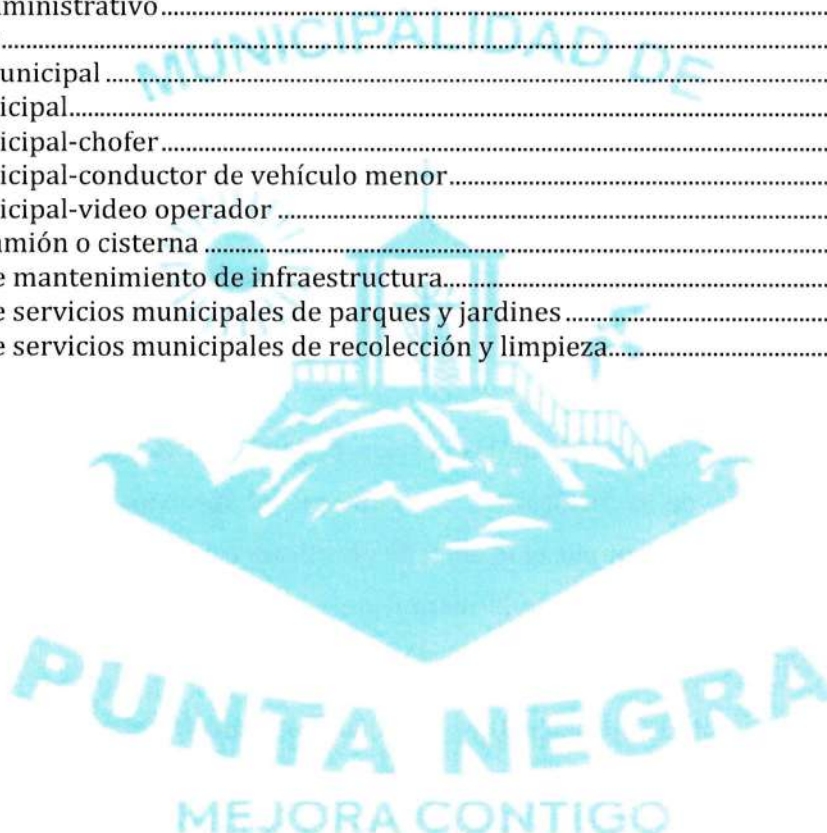 ministrativo
MUNICIPALIDAD DE
unicipal
icipal
icipal-chofer
icipal-conductor de vehículo menor
icipal-video operador
amión o cisterna
e mantenimiento de infraestructura
e servicios municipales de parques y jardines
e servicios municipales de recolección y limpieza
PUNTA NEGRA
MEJORA CONTIGO